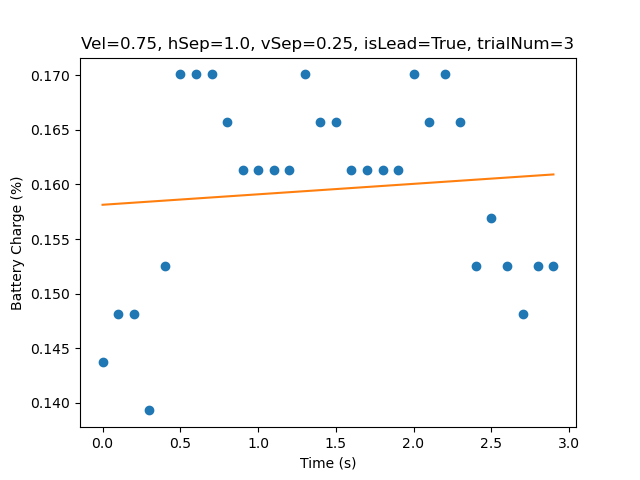 Vel=0.75, hSep=1.0, vSep=0.25, isLead=True, trialNum=3
0.170
0.165
0.160
0.155
0.150
0.145
0.140
Battery Charge (%)
0.0 0.5 1.0 1.5 2.0 2.5 3.0
Time (s)